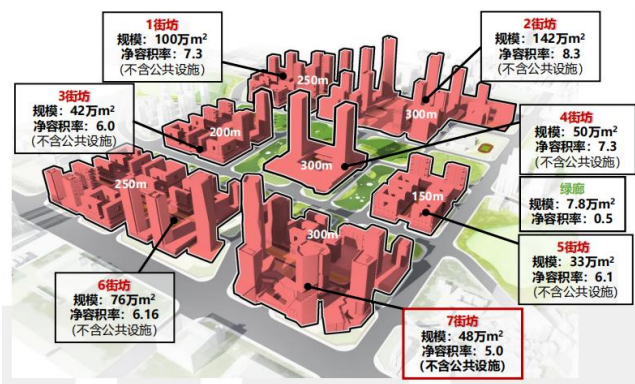 1街坊
规模：100万m²
净容积率：7.3
(不含公共设施)
2街坊
规模：142万m²
净容积率：8.3
(不含公共设施)
3街坊
规模：42万m²
净容积率：6.0
(不含公共设施)
4街坊
规模：50万m²
净容积率：7.3
(不含公共设施)
绿廊
规模：7.8万m²
净容积率：0.5
5街坊
规模：33万m²
净容积率：6.1
(不含公共设施)
6街坊
规模：76万m²
净容积率：6.16
(不含公共设施)
7街坊
规模：48万m²
净容积率：5.0
(不含公共设施)
250m
300m
200m
300m
250m
150m
300m